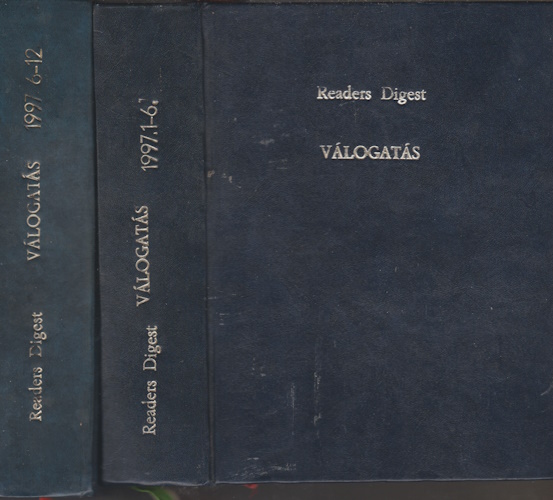 Readers Digest VÁLOGATÁS 1997 6-12
Readers Digest VÁLOGATÁS 1997.1-6.
Readers Digest
VÁLOGATÁS